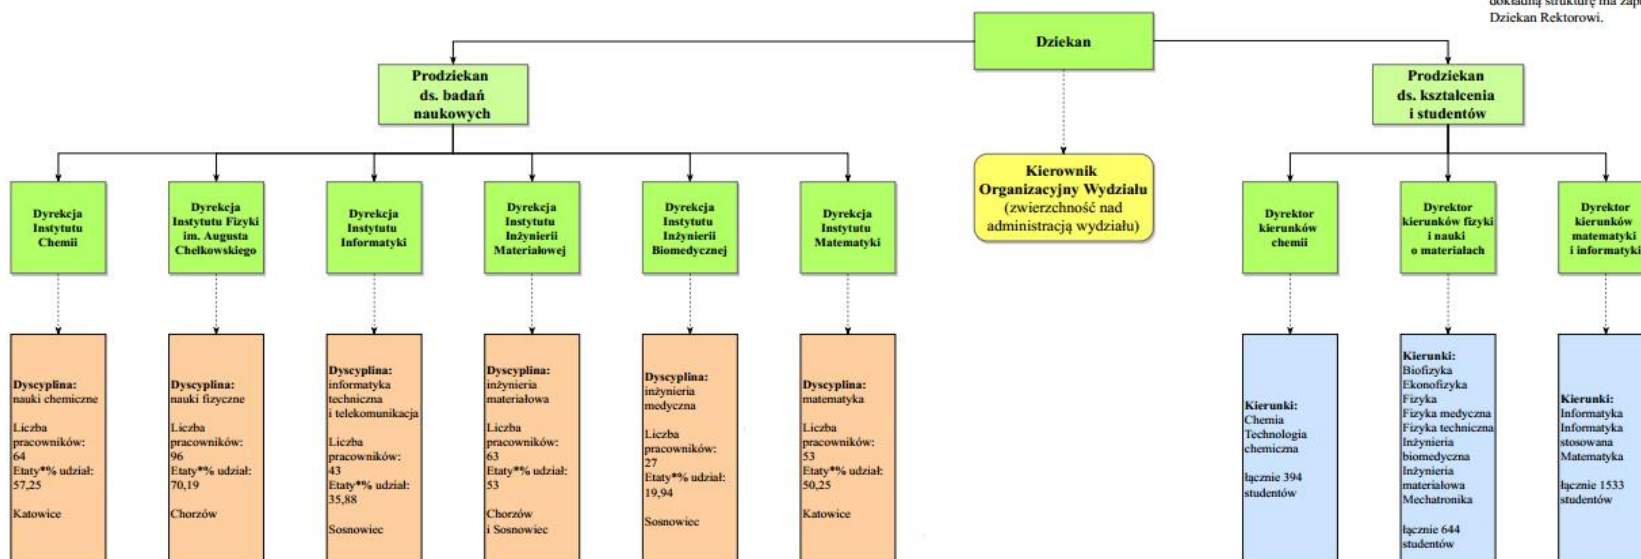 dokładną strukturę ma
Dziekan Rektorowi.
Dziekan
Prodziekan
ds. badań
naukowych
Prodziekan
ds. kształcenia
i studentów
Kierownik
Organizacyjny Wydziału
(zwierzchność nad
administracją wydziału)
Dyrekcja
Instytutu
Chemii
Dyrekcja
Instytutu Fizyki
im. Augusta
Chełkowskiego
Dyrekcja
Instytutu
Informatyki
Dyrekcja
Instytutu
Inżynierii
Materiałowej
Dyrekcja
Instytutu
Inżynierii
Biomedycznej
Dyrekcja
Instytutu
Matematyki
Dyrektor
kierunków
chemii
Dyrektor
kierunków fizyki
i nauki
o materiałach
Dyrektor
kierunków
matematyki
i informatyki
Dyscyplina:
nauki chemiczne
Liczba
pracowników:
64
Etaty*% udział:
57,25
Katowice
Dyscyplina:
nauki fizyczne
Liczba
pracowników:
96
Etaty*% udział:
70,19
Chorzów
Dyscyplina:
informatyka
techniczna
i telekomunikacja
Liczba
pracowników:
43
Etaty*% udział:
35,88
Sosnowiec
Dyscyplina:
inżynieria
materiałowa
Liczba
pracowników:
63
Etaty*% udział:
53
Chorzów
i Sosnowiec
Dyscyplina:
inżynieria
medyczna
Liczba
pracowników:
27
Etaty*% udział:
19,94
Sosnowiec
Dyscyplina:
matematyka
Liczba
pracowników:
53
Etaty*% udział:
50,25
Katowice
Kierunki:
Chemia
Technologia
chemiczna
łącznie 394
studentów
Kierunki:
Biofizyka
Ekonofizyka
Fizyka
Fizyka medyczna
Fizyka techniczna
Inżynieria
biomedyczna
Inżynieria
materiałowa
Mechatronika
łącznie 644
studentów
Kierunki:
Informatyka
Informatyka
stosowana
Matematyka
łącznie 1533
studentów